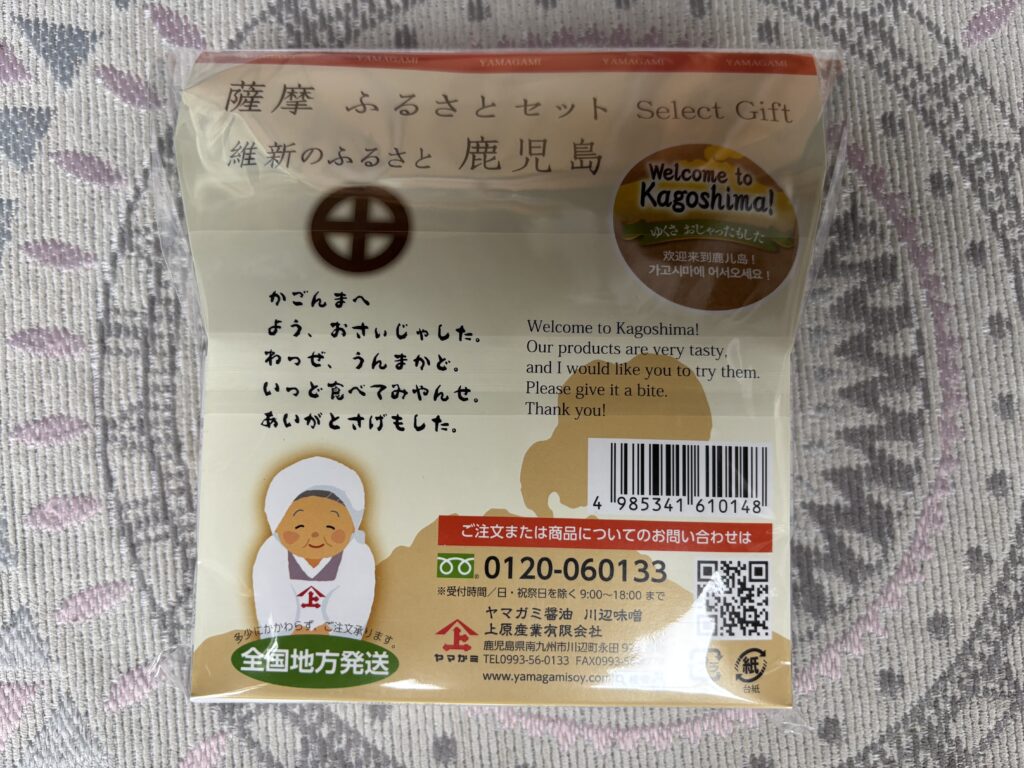 YAMAGAMI YAMAGAMI YAMAGAMI YAMAGAMI
薩摩 ふるさとセット Select Gift
維新のふるさと 鹿児島
Welcome to
Kagoshima!
ゆくさ おじゃったもした
欢迎来到鹿儿岛！
가고시마에 어서오세요！
かごんまへ
よう、おさいじゃした。
わっぜ、うんまかど。
いっど食べてみやんせ。
あいがとさげもした。
Welcome to Kagoshima!
Our products are very tasty,
and I would like you to try them.
Please give it a bite.
Thank you!
4 985341 610148
ご注文または商品についてのお問い合わせは
0120-060133
※受付時間／日・祝祭日を除く 9:00〜18:00 まで
ヤマガミ醤油 川辺味噌
上原産業有限会社
鹿児島県南九州市川辺町永田
TEL0993-56-0133 FAX0993-
www.yamagamisoy.com
上
ヤマガミ
上
多少にかかわらず、ご注文承ります。
全国地方発送
紙
台紙